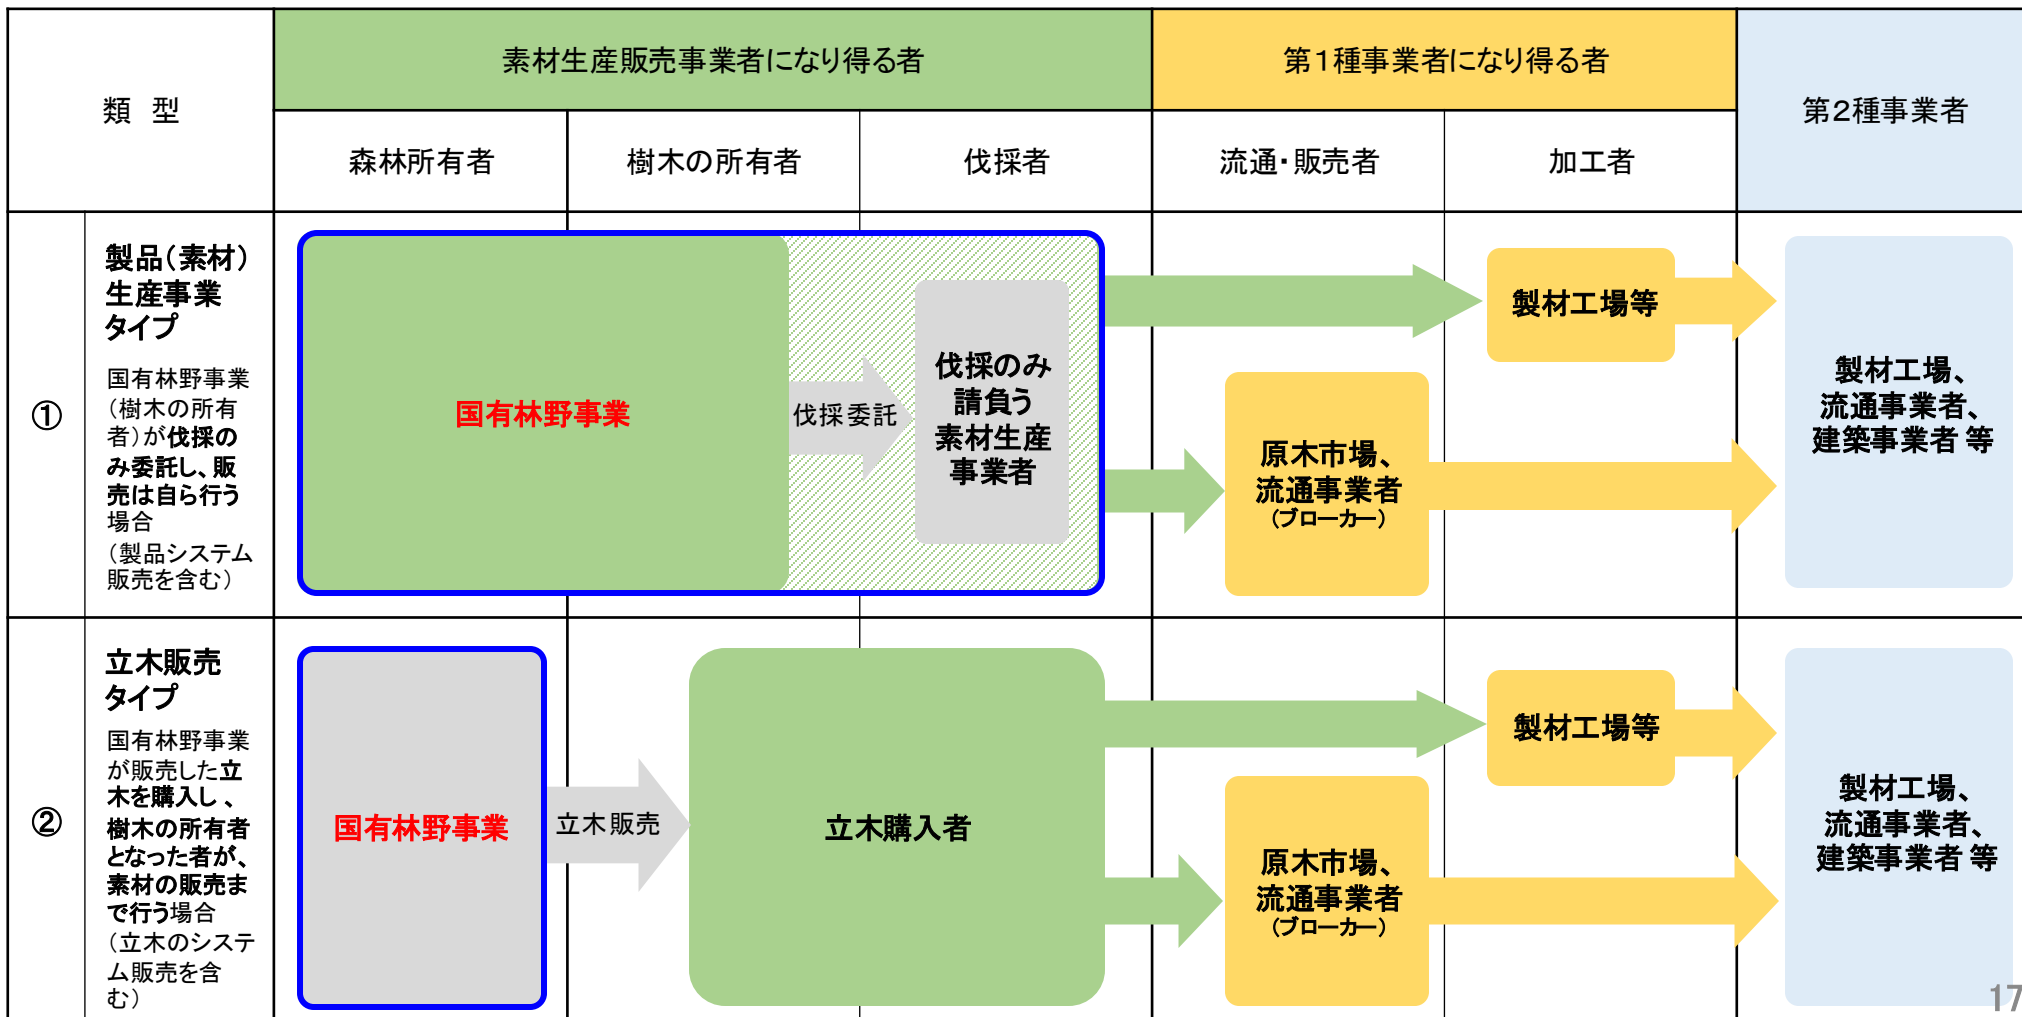 類 型
素材生産販売事業者になり得る者
第1種事業者になり得る者
第2種事業者
森林所有者
樹木の所有者
伐採者
流通・販売者
加工者
①
製品（素材）
生産事業
タイプ
国有林野事業
（樹木の所有
者）が伐採の
み委託し、販
売は自ら行う
場合
（製品システム
販売を含む）
国有林野事業
伐採委託
伐採のみ
請負う
素材生産
事業者
製材工場等
原木市場、
流通事業者
（ブローカー）
製材工場、
流通事業者、
建築事業者 等
②
立木販売
タイプ
国有林野事業
が販売した立
木を購入し、
樹木の所有者
となった者が、
素材の販売ま
で行う場合
（立木のシステ
ム販売を含
む）
国有林野事業
立木販売
立木購入者
製材工場等
原木市場、
流通事業者
（ブローカー）
製材工場、
流通事業者、
建築事業者 等
17